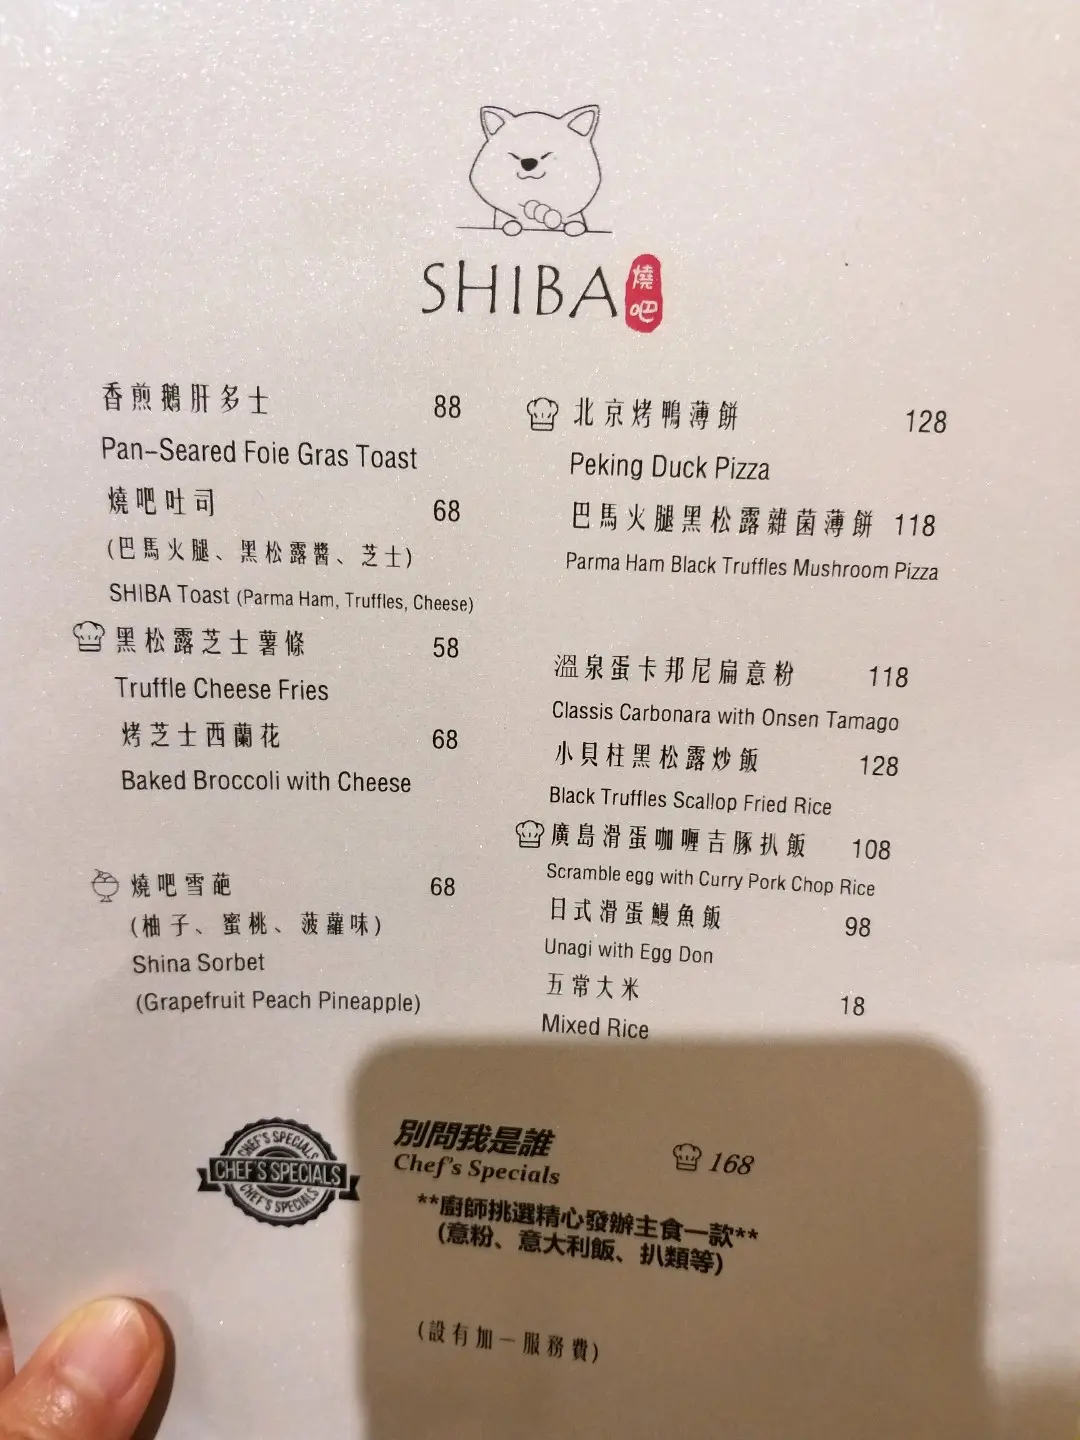 SHIBA 燒吧
香煎鵝肝多士 88
Pan-Seared Foie Gras Toast
燒吧吐司 68
(巴馬火腿、黑松露醬、芝士)
SHIBA Toast (Parma Ham, Truffles, Cheese)
黑松露芝士薯條 58
Truffle Cheese Fries
烤芝士西蘭花 68
Baked Broccoli with Cheese
燒吧雪葩 68
(柚子、蜜桃、菠蘿味)
Shina Sorbet
(Grapefruit Peach Pineapple)
北京烤鴨薄餅 128
Peking Duck Pizza
巴馬火腿黑松露雜菌薄餅 118
Parma Ham Black Truffles Mushroom Pizza
溫泉蛋卡邦尼扁意粉 118
Classis Carbonara with Onsen Tamago
小貝柱黑松露炒飯 128
Black Truffles Scallop Fried Rice
廣島滑蛋咖喱吉豚扒飯 108
Scramble egg with Curry Pork Chop Rice
日式滑蛋鰻魚飯 98
Unagi with Egg Don
五常大米 18
Mixed Rice
CHEF'S SPECIALS
CHEF'S SPECIALS
CHEF'S SPECIALS
別問我是誰 168
Chef's Specials
**廚師挑選精心發辦主食一款**
(意粉、意大利飯、扒類等)
(設有加一服務費)